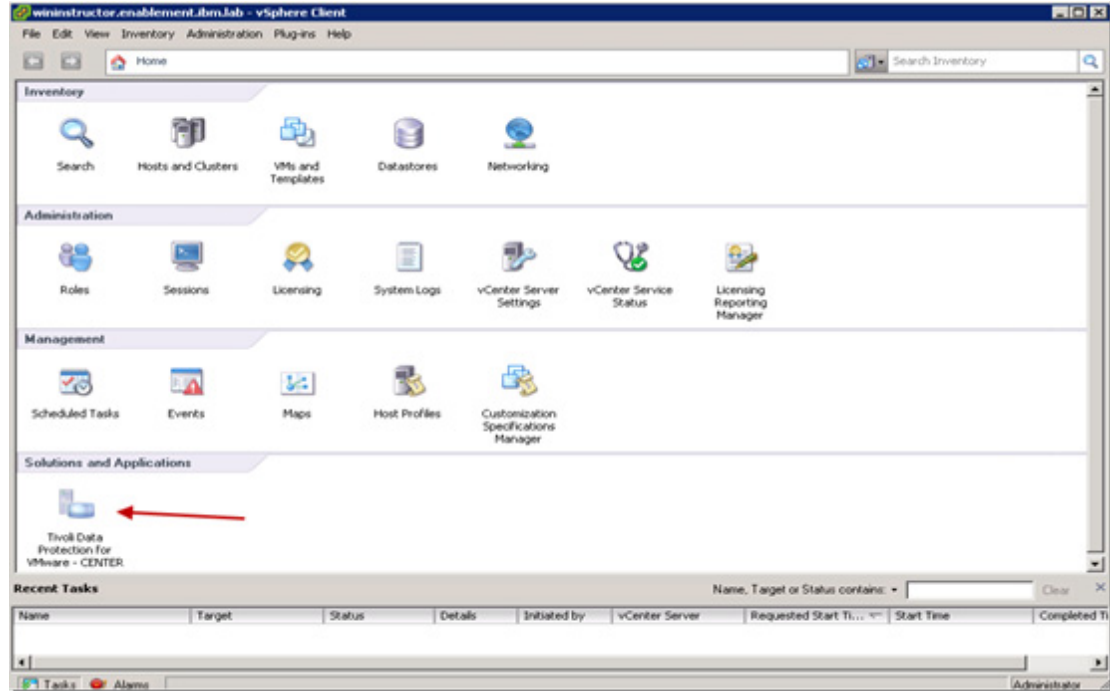 wininstructor.enablement.ibm.lab - vSphere Client
File Edit View Inventory Administration Plug-ins Help
Home
Search Inventory
Inventory
Search
Hosts and Clusters
VMs and
Templates
Datastores
Networking
Administration
Roles
Sessions
Licensing
System Logs
vCenter Server
Settings
vCenter Service
Status
Licensing
Reporting
Manager
Management
Scheduled Tasks
Events
Maps
Host Profiles
Customization
Specifications
Manager
Solutions and Applications
Tivoli Data
Protection for
VMware - CENTER
Recent Tasks
Name, Target or Status contains:
Clear
Name Target Status Details Initiated by vCenter Server Requested Start Ti... Start Time Completed Ti
Tasks Alarms
Administrator